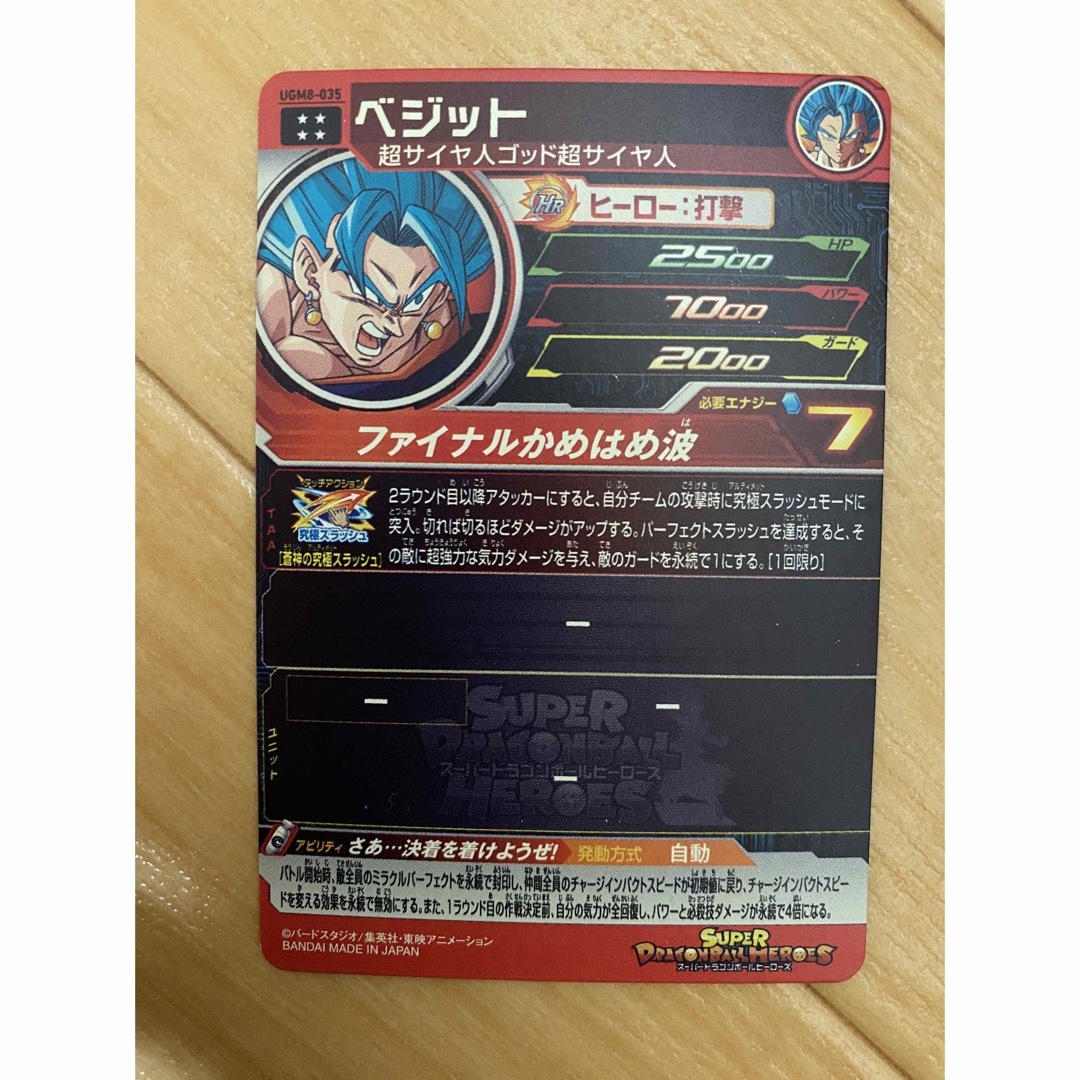 UGM8-035
ベジット
超サイヤ人ゴッド超サイヤ人
HR ヒーロー:打撃
HP
2500
パワー
7000
ガード
2000
必要エナジー 7
ファイナルかめはめ波
は
TAA
タッチアクション
究極スラッシュ
[蒼神の究極スラッシュ]
2ラウンド目以降アタッカーにすると、自分チームの攻撃時に究極スラッシュモードに
突入。切れば切るほどダメージがアップする。パーフェクトスラッシュを達成すると、そ
の敵に超強力な気力ダメージを与え、敵のガードを永続で1にする。[1回限り]
ー
ユニット
ー
ー
ー
SUPER
DRAGONBALL
スーパードラゴンボールヒーローズ
HEROES
アビリティ さあ…決着を着けようぜ! 発動方式 自動
バトル開始時、敵全員のミラクルパーフェクトを永続で封印し、仲間全員のチャージインパクトスピードが初期値に戻り、チャージインパクトスピー
ドを変える効果を永続で無効にする。また、1ラウンド目の作戦決定前、自分の気力が全回復し、パワーと必殺技ダメージが永続で4倍になる。
©バードスタジオ/集英社・東映アニメーション
BANDAI MADE IN JAPAN
SUPER
DRAGONBALL HEROES
スーパードラゴンボールヒーローズ